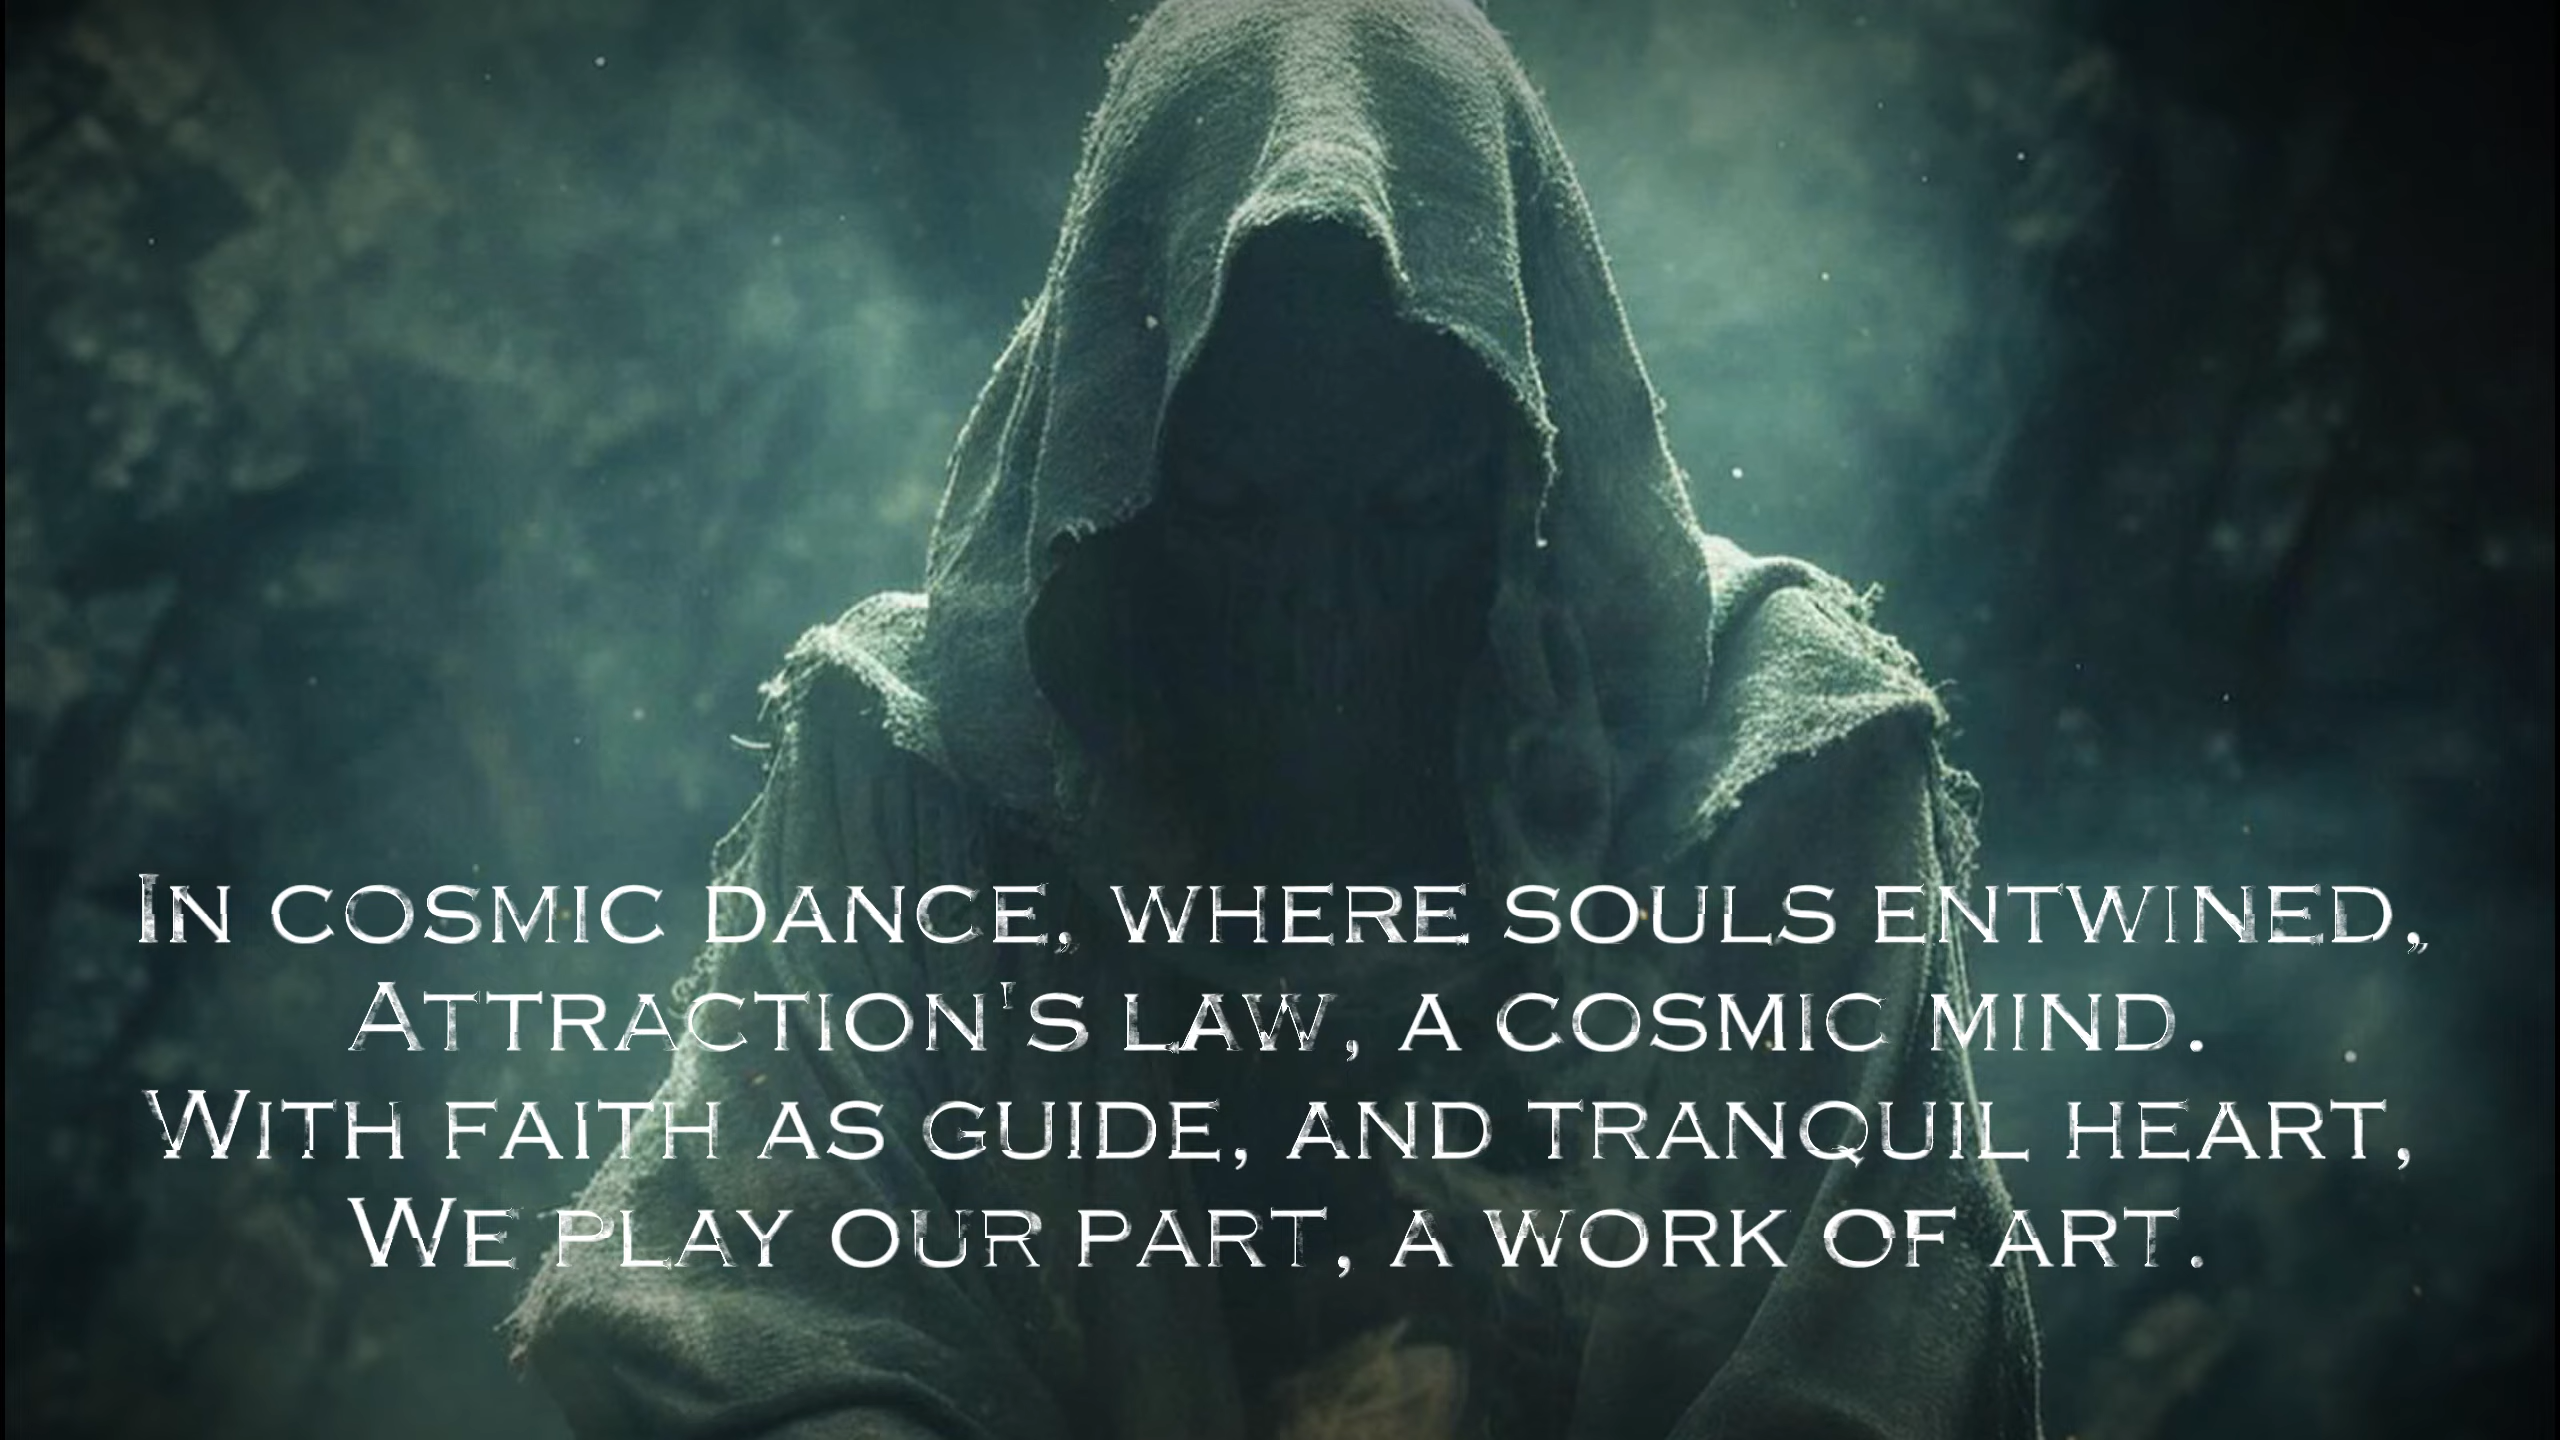 In cosmic dance, where souls entwined,
Attraction's law, a cosmic mind.
With faith as guide, and tranquil heart,
We play our part, a work of art.